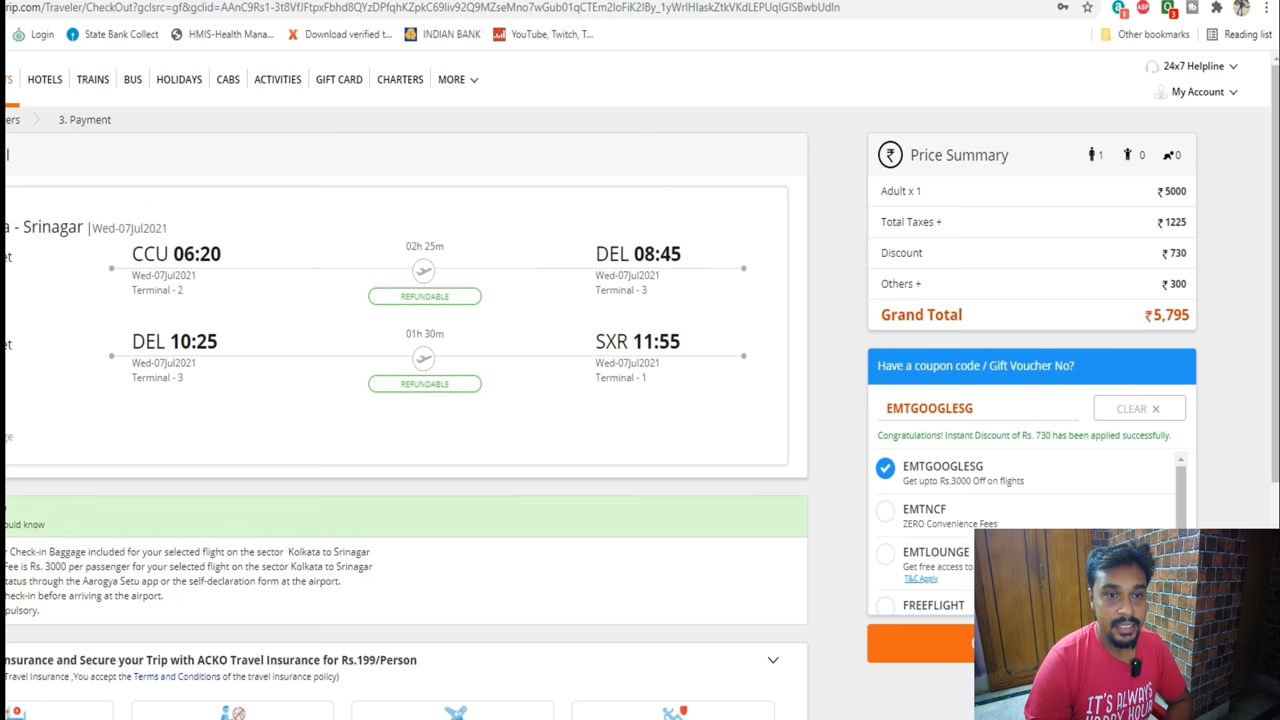 Login State Bank Collect HMIS-Health Mana... Download verified t... INDIAN BANK YouTube, Twitch, T... Other bookmarks Reading list
HOTELS TRAINS BUS HOLIDAYS CABS ACTIVITIES GIFT CARD CHARTERS MORE
24x7 Helpline
My Account
ers 3. Payment
a - Srinagar |Wed-07Jul2021
CCU 06:20
Wed-07Jul2021
Terminal - 2
02h 25m
REFUNDABLE
DEL 08:45
Wed-07Jul2021
Terminal - 3
DEL 10:25
Wed-07Jul2021
Terminal - 3
01h 30m
REFUNDABLE
SXR 11:55
Wed-07Jul2021
Terminal - 1
ould know
Check-in Baggage included for your selected flight on the sector Kolkata to Srinagar
Fee is Rs. 3000 per passenger for your selected flight on the sector Kolkata to Srinagar
tatus through the Aarogya Setu app or the self-declaration form at the airport.
heck-in before arriving at the airport.
pulsory.
nsurance and Secure your Trip with ACKO Travel Insurance for Rs.199/Person
Travel Insurance ,You accept the Terms and Conditions of the travel insurance policy)
Price Summary 1 0 0
Adult x 1 ₹ 5000
Total Taxes + ₹ 1225
Discount ₹ 730
Others + ₹ 300
Grand Total ₹ 5,795
Have a coupon code / Gift Voucher No?
EMTGOOGLESG CLEAR X
Congratulations! Instant Discount of Rs. 730 has been applied successfully.
EMTGOOGLESG
Get upto Rs.3000 Off on flights
EMTNCF
ZERO Convenience Fees
EMTLOUNGE
Get free access to
T&C Apply
FREEFLIGHT
IT'S ALWAYS
HAPPY HOUR